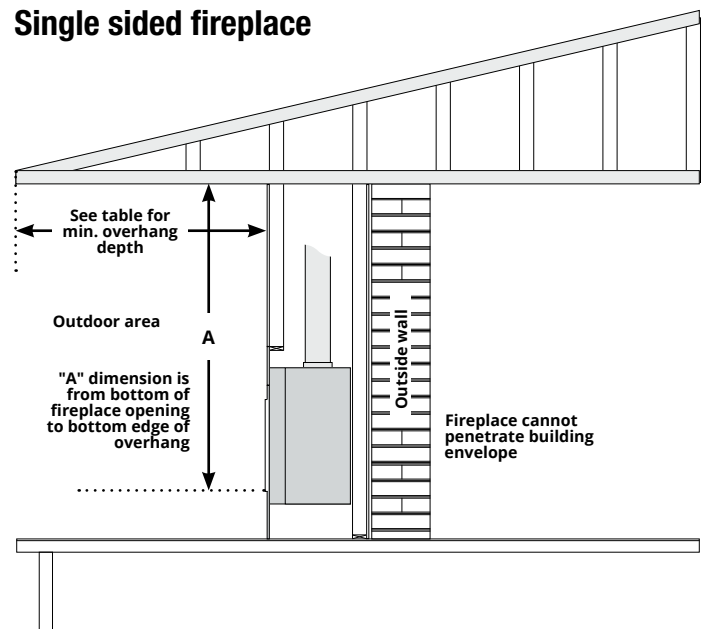 Single sided fireplace
See table for
min. overhang
depth
Outdoor area
A
"A" dimension is
from bottom of
fireplace opening
to bottom edge of
overhang
Outside wall
Fireplace cannot
penetrate building
envelope